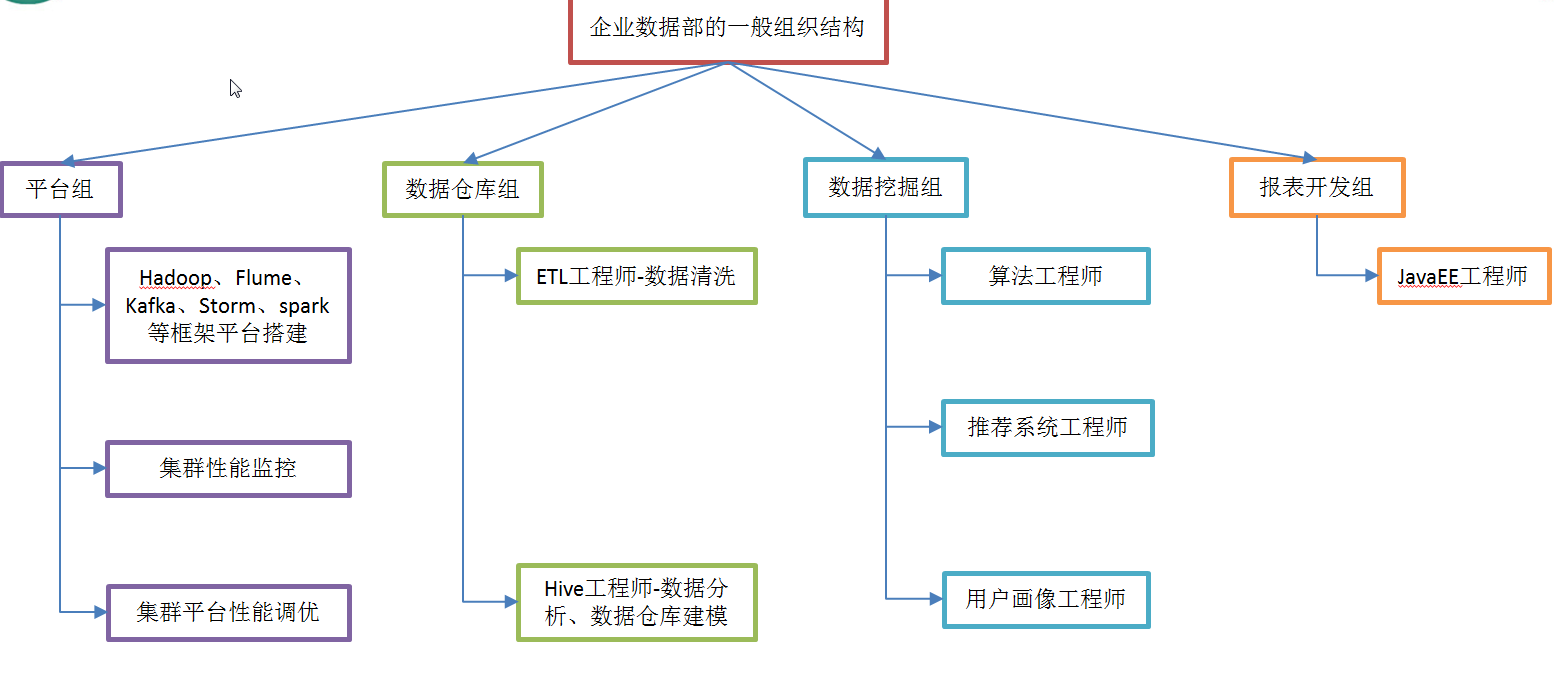 企业数据部的一般组织结构
平台组
数据仓库组
数据挖掘组
报表开发组
Hadoop、Flume、
Kafka、Storm、spark
等框架平台搭建
集群性能监控
集群平台性能调优
ETL工程师-数据清洗
Hive工程师-数据分
析、数据仓库建模
算法工程师
推荐系统工程师
用户画像工程师
JavaEE工程师